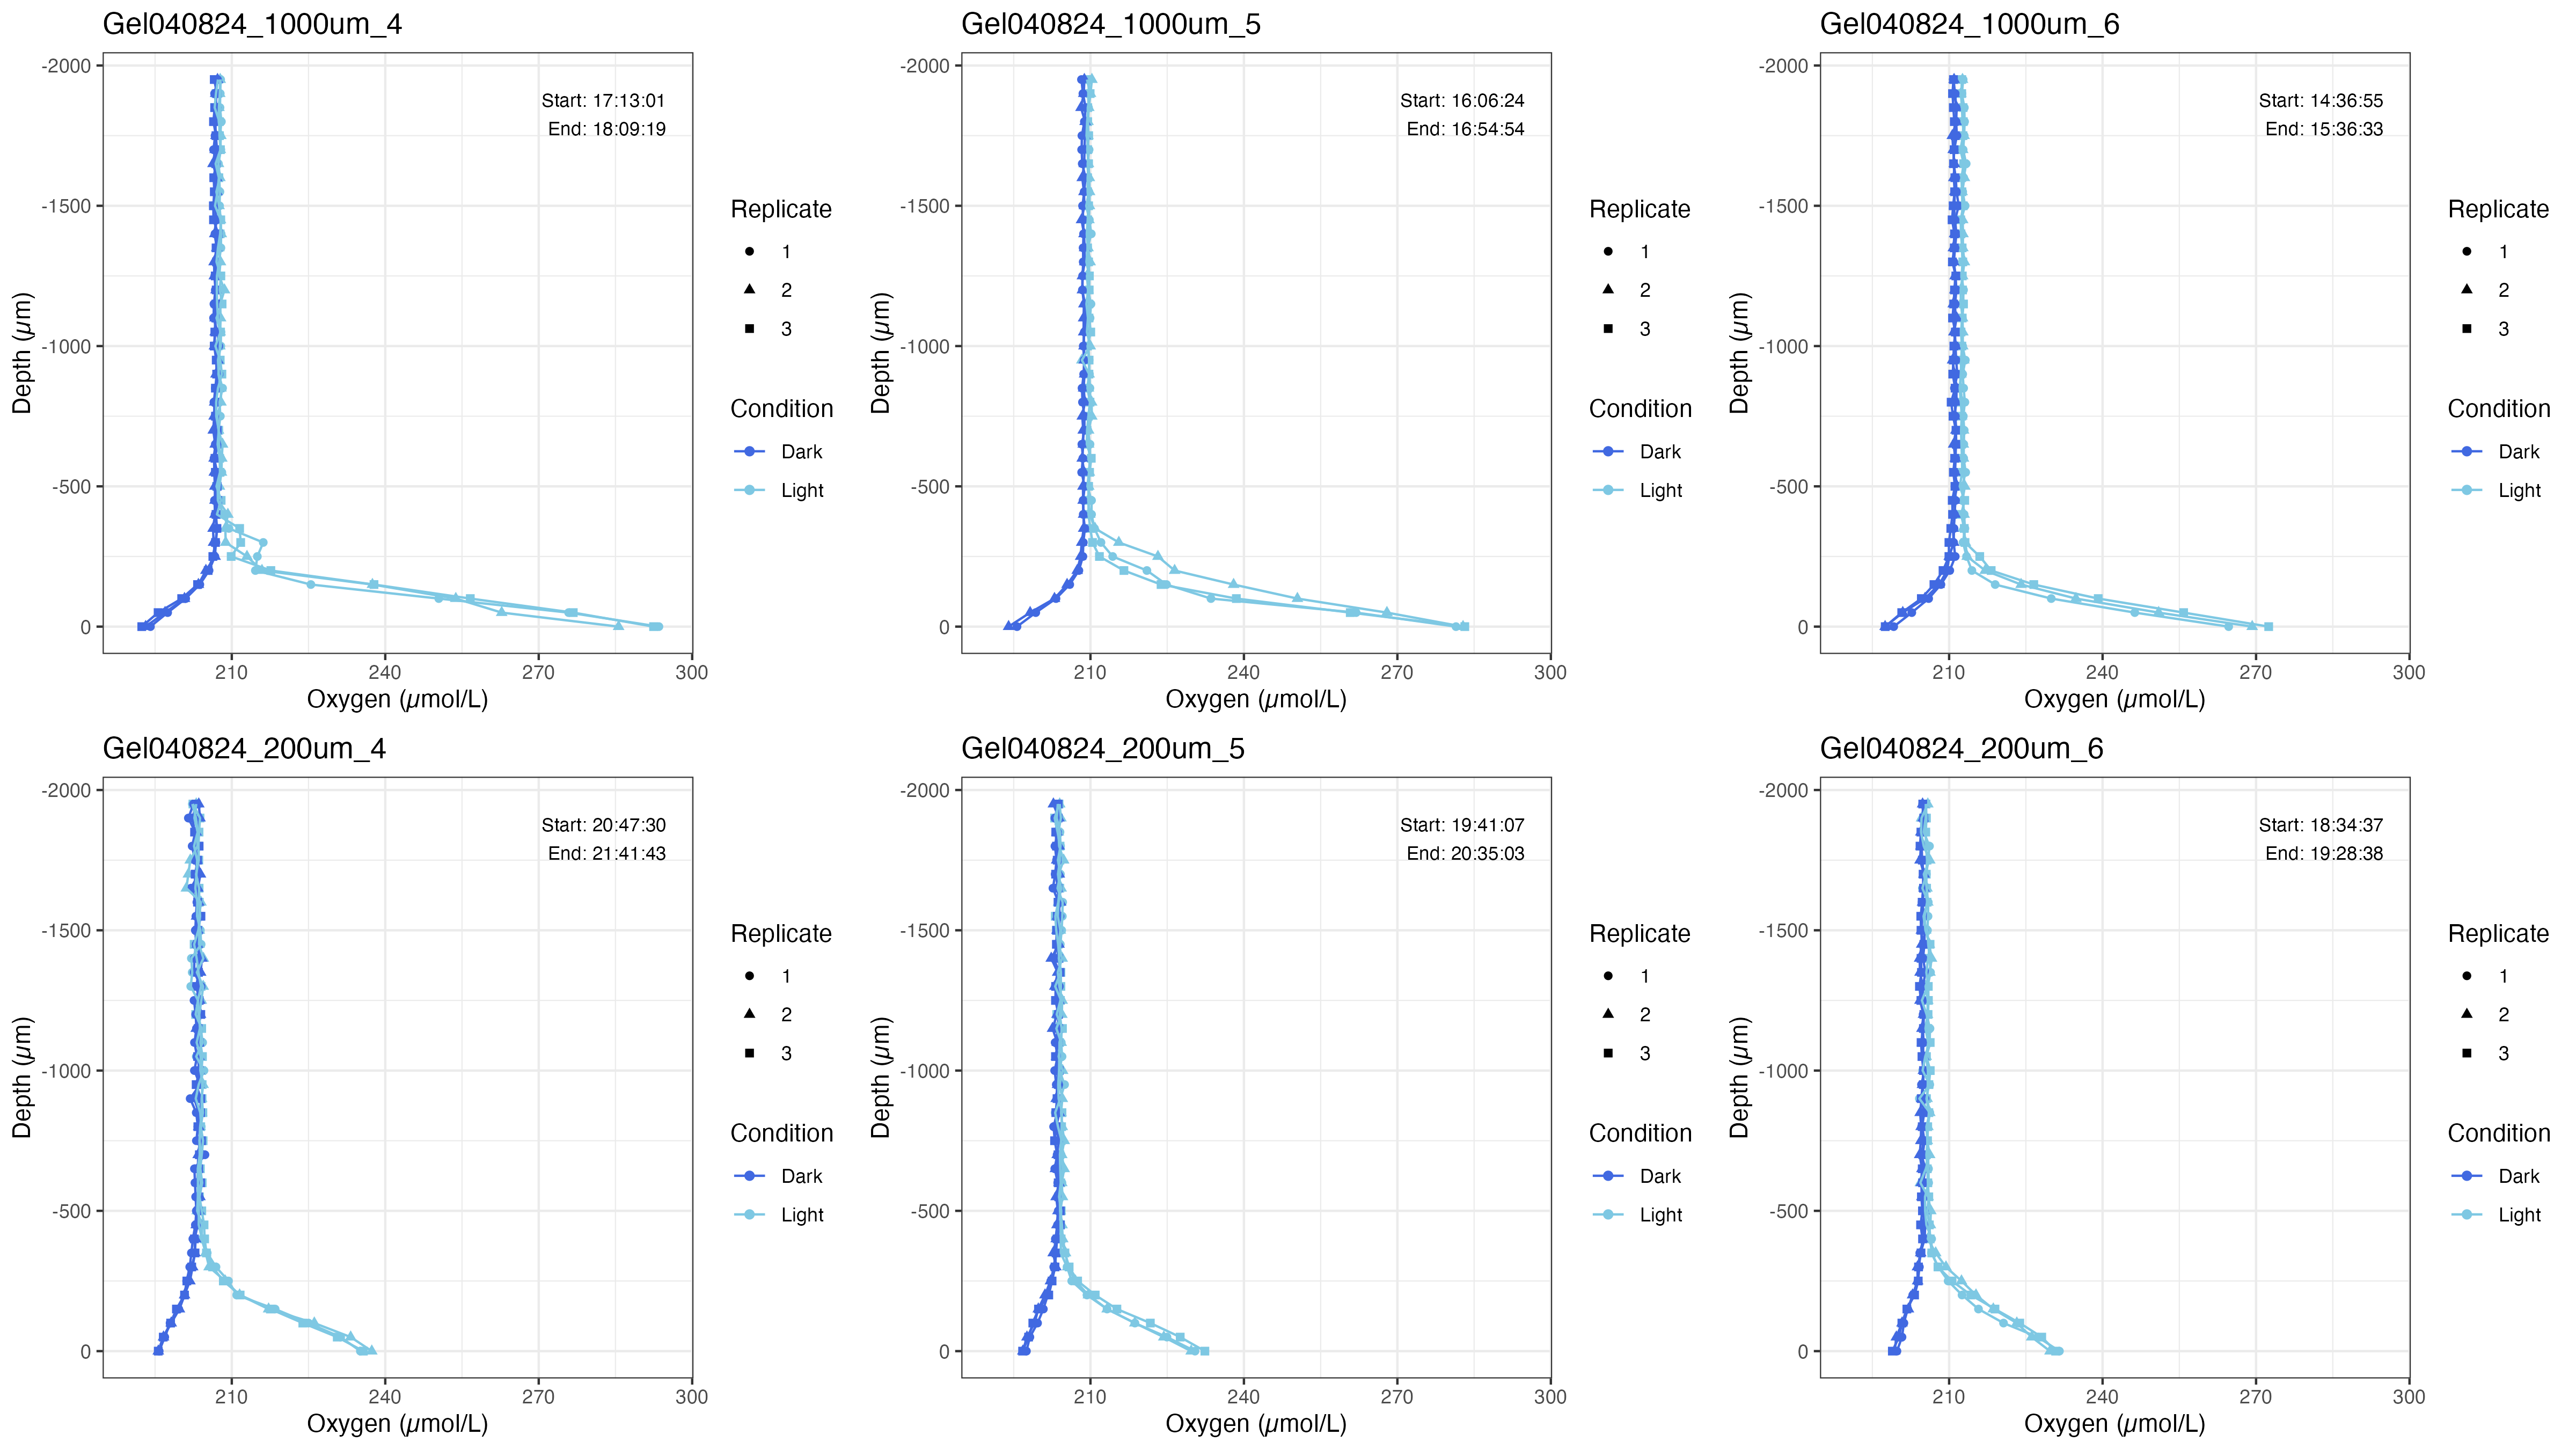 Gel040824_1000um_4
-2000
-1500
-1000
-500
0
Depth (µm)
210
240
270
300
Oxygen (µmol/L)
Start: 17:13:01
End: 18:09:19
Replicate
1
2
3
Condition
Dark
Light
Gel040824_1000um_5
-2000
-1500
-1000
-500
0
Depth (µm)
210
240
270
300
Oxygen (µmol/L)
Start: 16:06:24
End: 16:54:54
Replicate
1
2
3
Condition
Dark
Light
Gel040824_1000um_6
-2000
-1500
-1000
-500
0
Depth (µm)
210
240
270
300
Oxygen (µmol/L)
Start: 14:36:55
End: 15:36:33
Replicate
1
2
3
Condition
Dark
Light
Gel040824_200um_4
-2000
-1500
-1000
-500
0
Depth (µm)
210
240
270
300
Oxygen (µmol/L)
Start: 20:47:30
End: 21:41:43
Replicate
1
2
3
Condition
Dark
Light
Gel040824_200um_5
-2000
-1500
-1000
-500
0
Depth (µm)
210
240
270
300
Oxygen (µmol/L)
Start: 19:41:07
End: 20:35:03
Replicate
1
2
3
Condition
Dark
Light
Gel040824_200um_6
-2000
-1500
-1000
-500
0
Depth (µm)
210
240
270
300
Oxygen (µmol/L)
Start: 18:34:37
End: 19:28:38
Replicate
1
2
3
Condition
Dark
Light